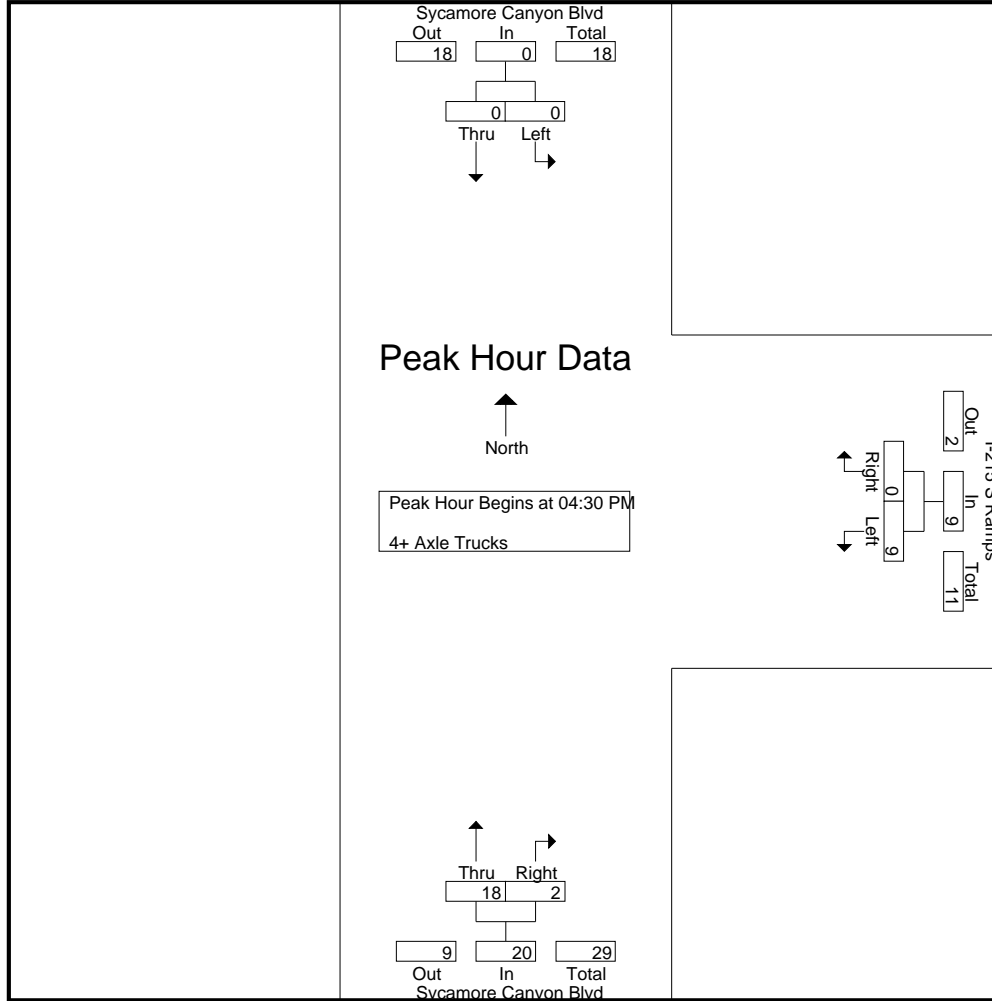 Sycamore Canyon Blvd
Out In Total
18 0 18
0 0
Thru Left
Peak Hour Data
North
Peak Hour Begins at 04:30 PM
4+ Axle Trucks
Ramps
Out In Total
2 9 11
0 9
Right Left
Thru Right
18 2
9 20 29
Out In Total
Sycamore Canyon Blvd